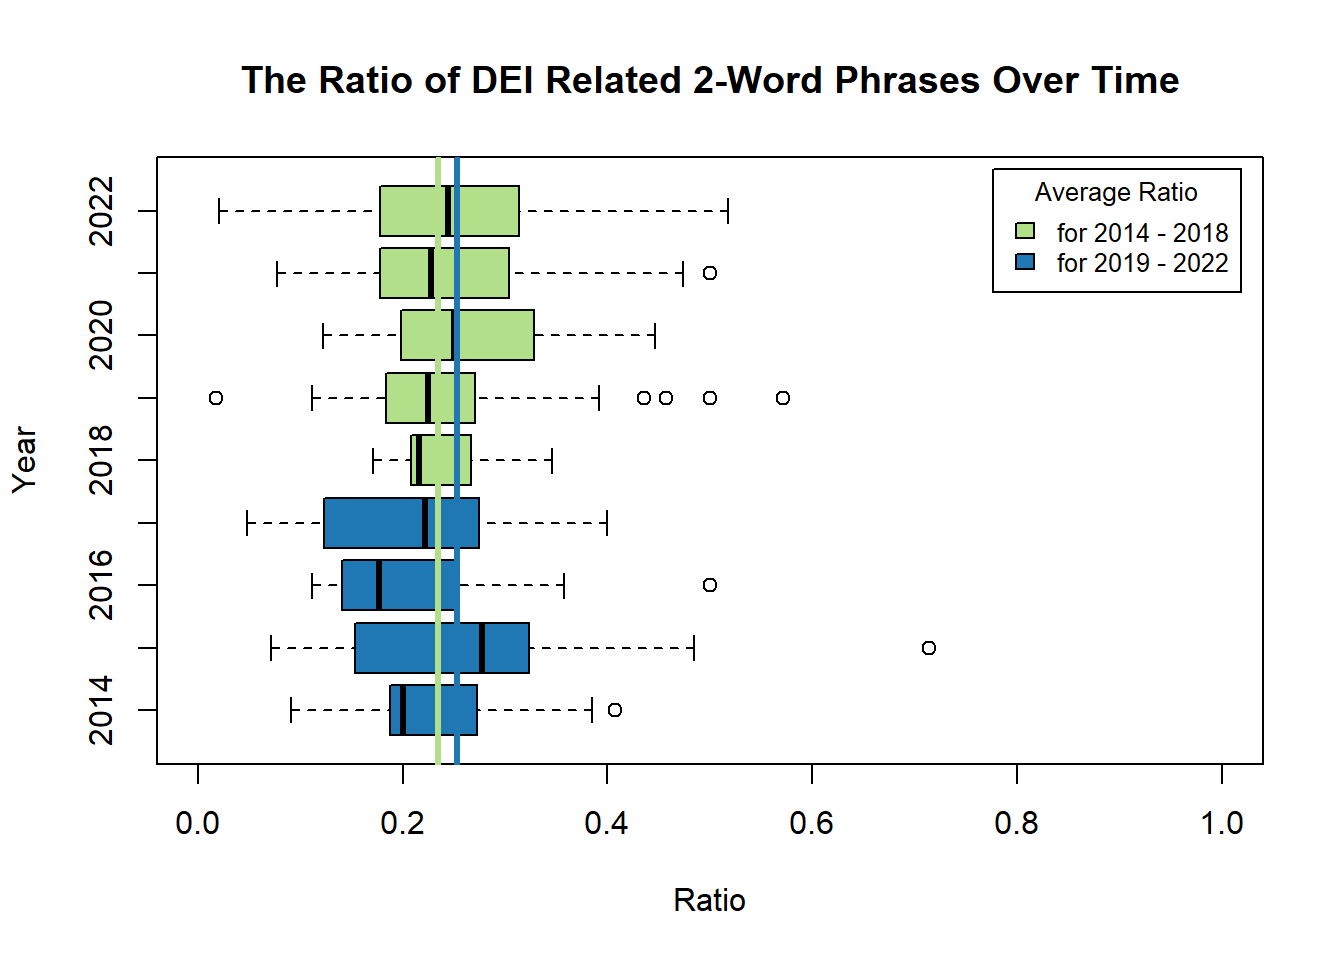 The Ratio of DEI Related 2-Word Phrases Over Time
Average Ratio
for 2014 - 2018
for 2019 - 2022
Year
2022
2020
2018
2016
2014
0.0 0.2 0.4 0.6 0.8 1.0
Ratio